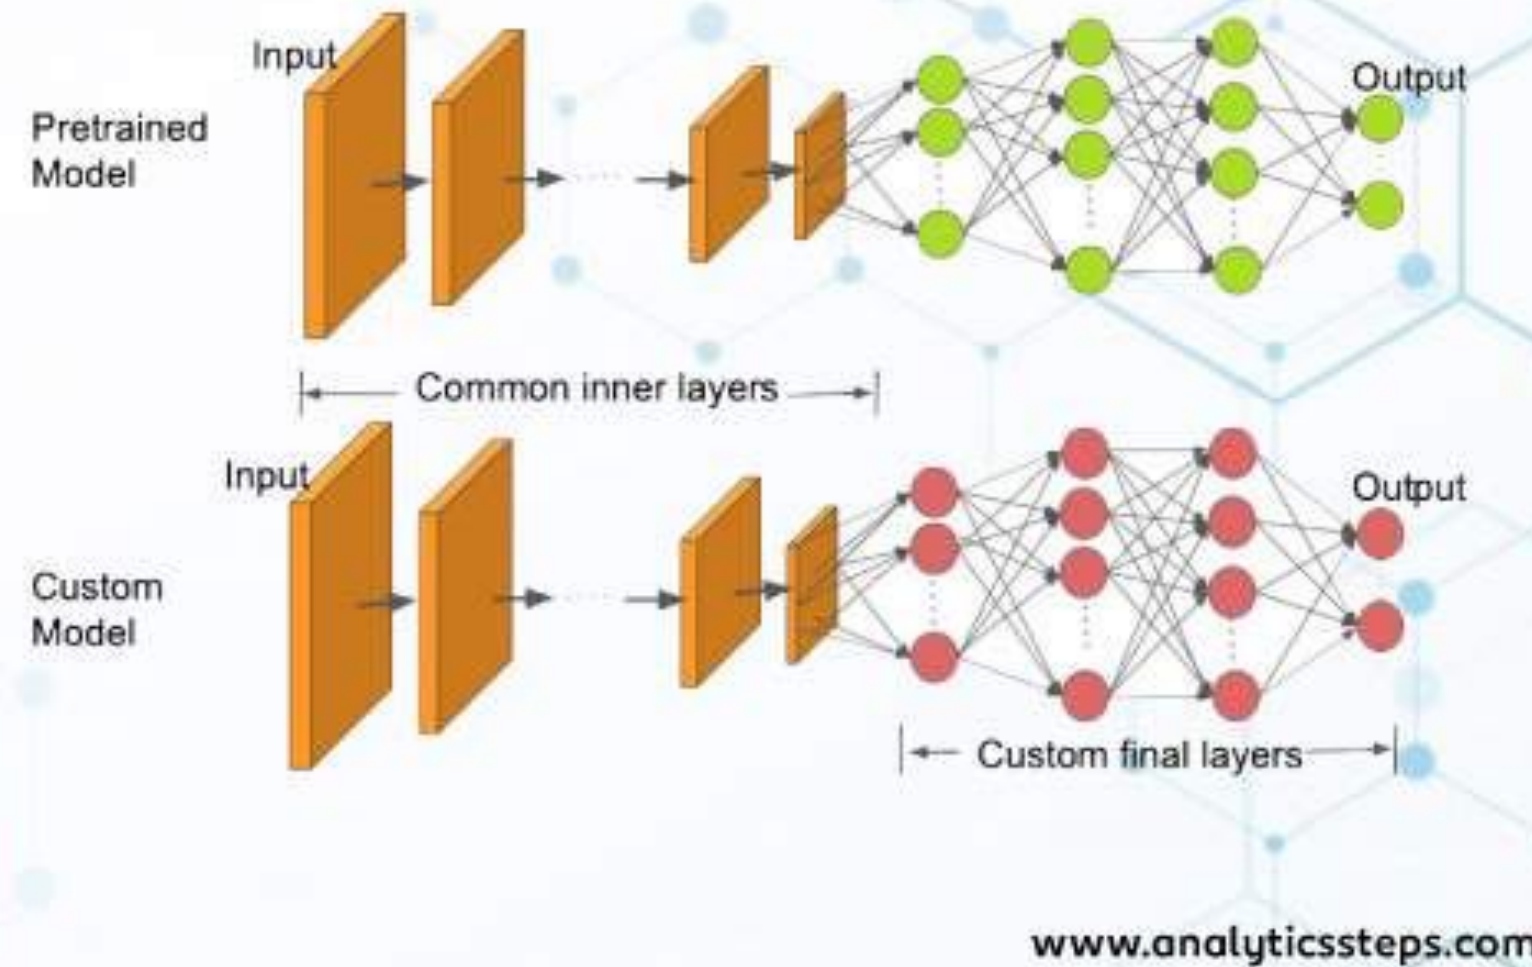 Input
Output
Pretrained
Model
Common inner layers
Input
Output
Custom
Model
Custom final layers
www.analyticssteps.com